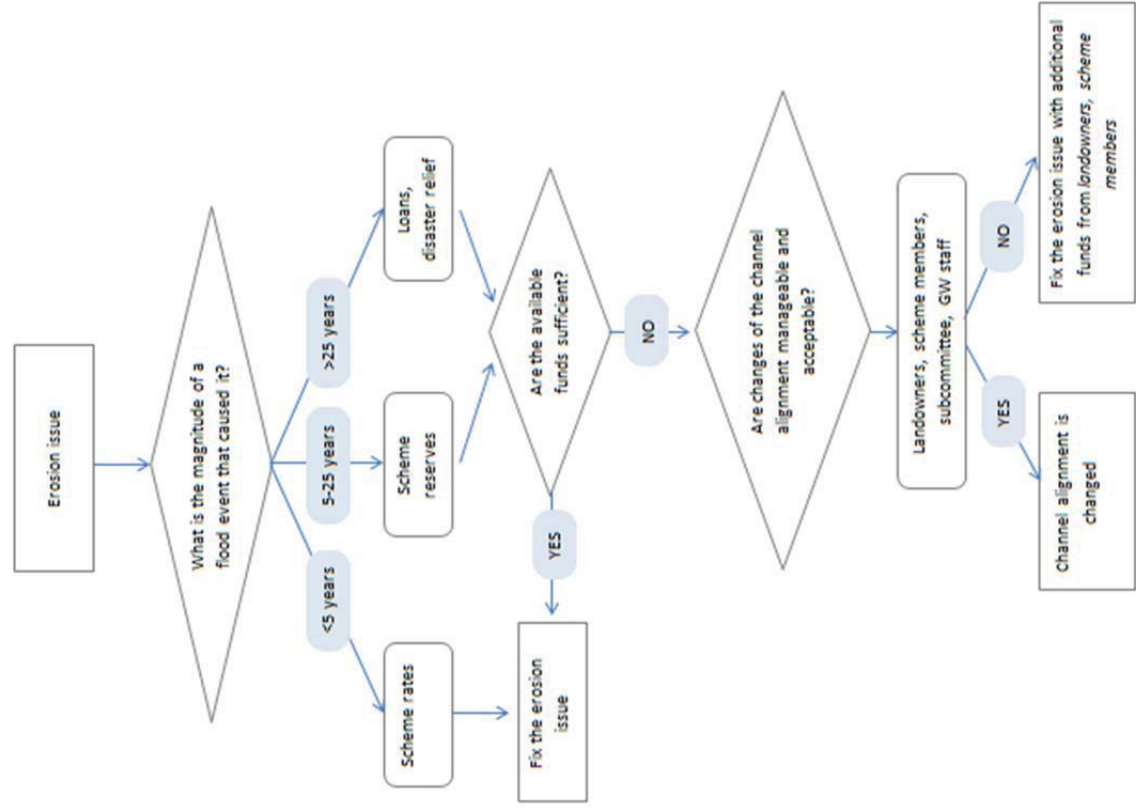 Erosion issue
What is the magnitude of a
flood event that caused it?
<5 years
5-25 years
>25 years
Scheme rates
Scheme
reserves
Loans,
disaster relief
Fix the erosion
issue
YES
Are the available
funds sufficient?
NO
Are changes of the channel
alignment manageable and
acceptable?
Landowners, scheme members,
subcommittee, GW staff
YES
NO
Channel alignment is
changed
Fix the erosion issue with additional
funds from landowners, scheme
members